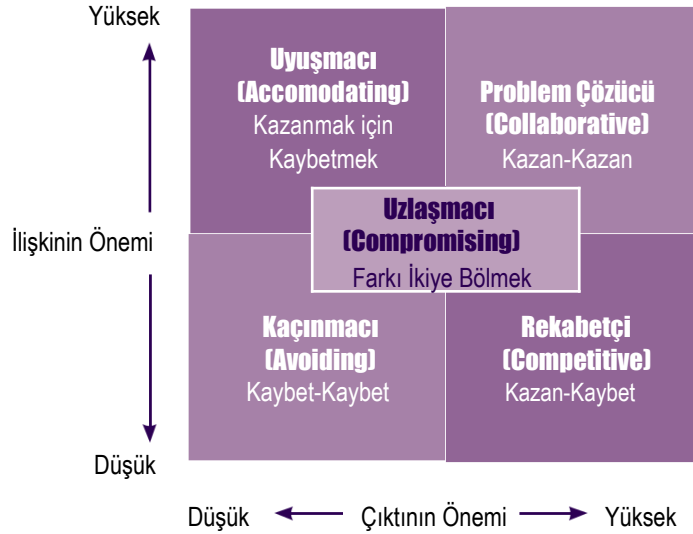 Yüksek
Uyuşmacı
(Accomodating)
Kazanmak için
Kaybetmek
Problem Çözücü
(Collaborative)
Kazan-Kazan
Uzlaşmacı
(Compromising)
Farkı İkiye Bölmek
İlişkinin Önemi
Kaçınmacı
(Avoiding)
Kaybet-Kaybet
Rekabetçi
(Competitive)
Kazan-Kaybet
Düşük
Düşük Çıktının Önemi Yüksek